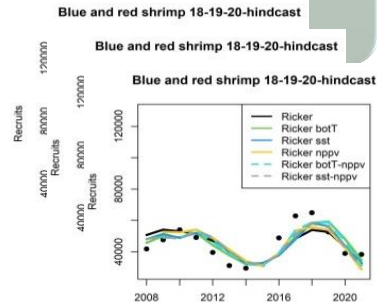 Blue and red shrimp 18-19-20-hindcast
Blue and red shrimp 18-19-20-hindcast
Blue and red shrimp 18-19-20-hindcast
Recruits
40000 80000 120000
Recruits
40000 80000 120000
Recruits
40000 80000 120000
Ricker
Ricker botT
Ricker sst
Ricker nppv
Ricker botT-nppv
Ricker sst-nppv
2008 2012 2016 2020